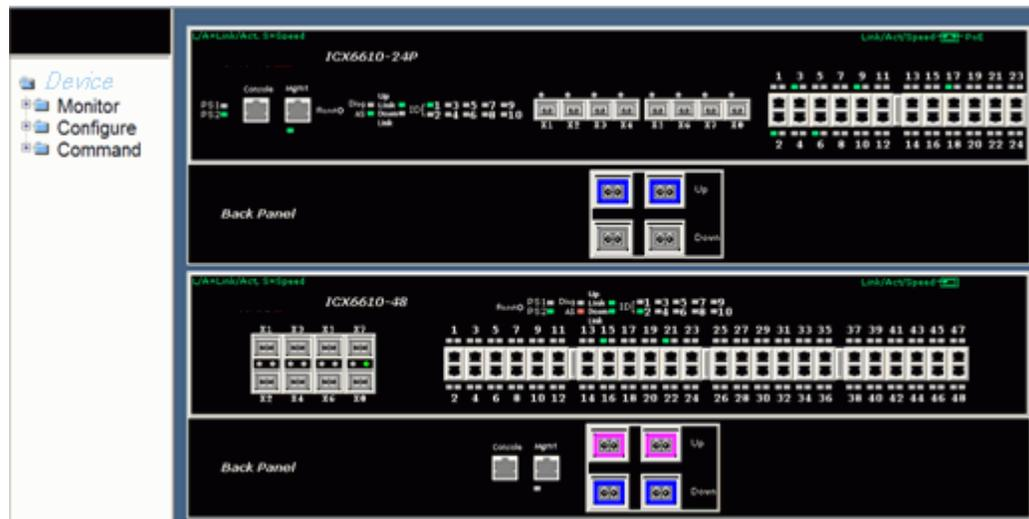 Device
Monitor
Configure
Command
L/A=Link/Act, S=Speed
Link/Act/Speed PoE
ICX6610-24P
Console Mgmt
PS1
PS2
Diag
AS
Up
Link
Down
Link
ID
1 3 5 7 9
2 4 6 8 10
X1 X2 X3 X4
X6 X7 X8
1 3 5 7 9 11 13 15 17 19 21 23
2 4 6 8 10 12 14 16 18 20 22 24
Back Panel
Up
Down
L/A=Link/Act, S=Speed
Link/Act/Speed
ICX6610-48
PS1
PS2
Diag
AS
Up
Link
Down
Link
ID
1 3 5 7 9
2 4 6 8 10
X1 X3 X7
X2 X4 X6 X8
1 3 5 7 9 11 13 15 17 19 21 23 25 27 29 31 33 35 37 39 41 43 45 47
2 4 6 8 10 12 14 16 18 20 22 24 26 28 30 32 34 36 38 40 42 44 46 48
Back Panel
Console Mgmt
Up
Down